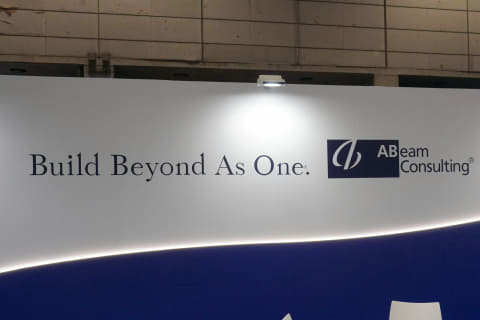 Build Beyond As One.
ABeam
Consulting®